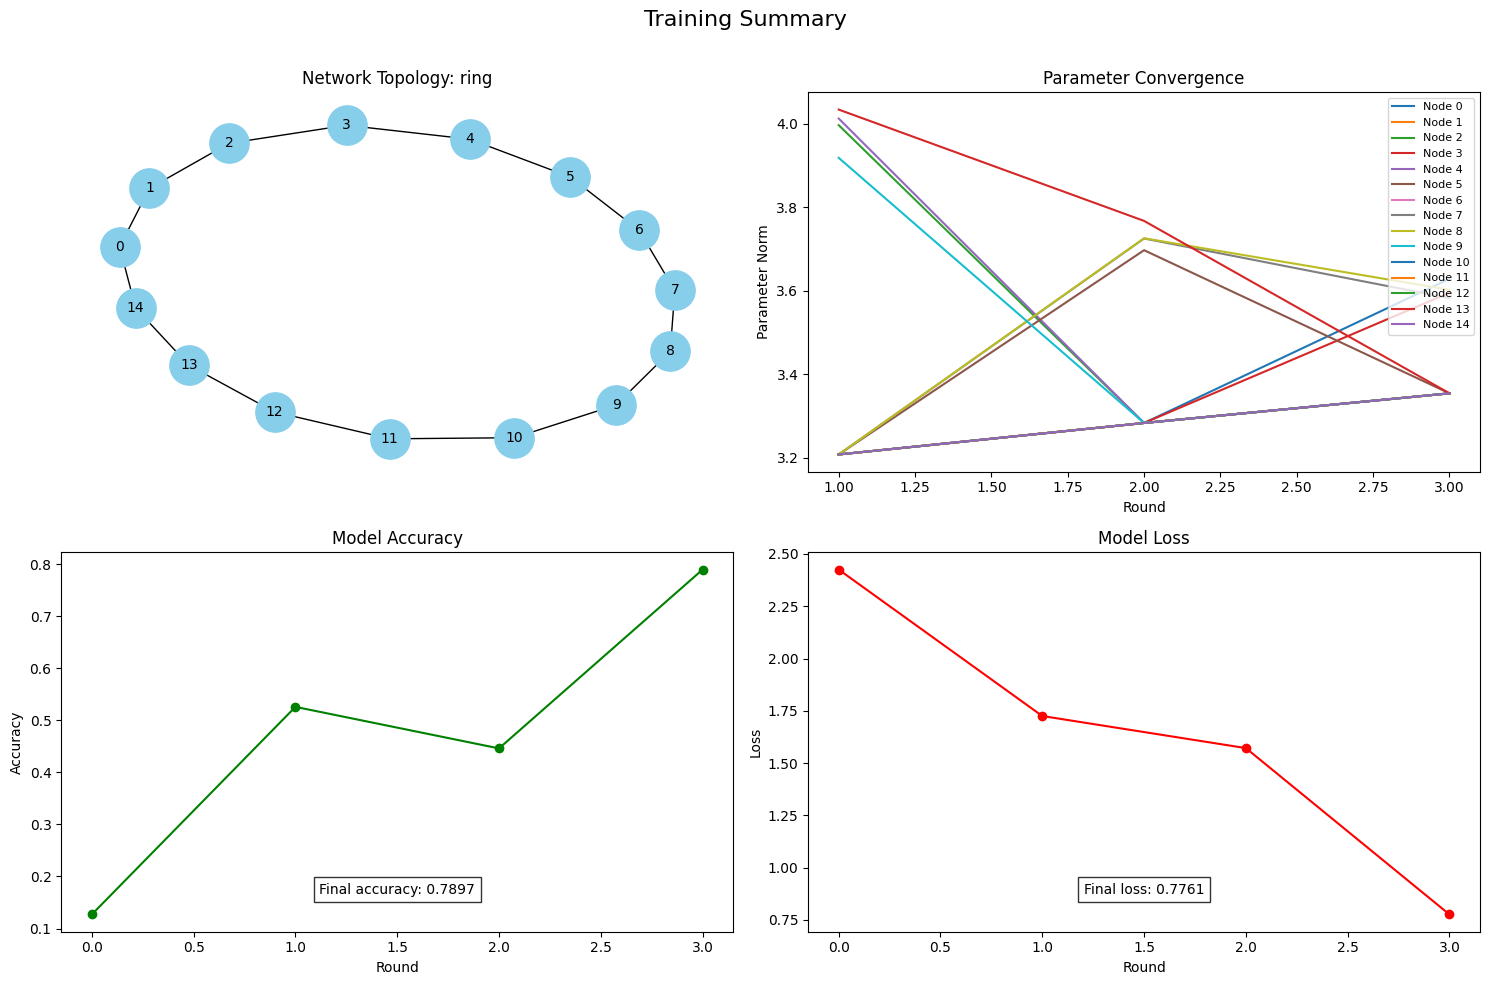 Training Summary
Network Topology: ring
3
2
4
5
1
6
0
7
14
8
13
9
12
11
10
Parameter Convergence
Parameter Norm
4.0
3.8
3.6
3.4
3.2
Node 0
Node 1
Node 2
Node 3
Node 4
Node 5
Node 6
Node 7
Node 8
Node 9
Node 10
Node 11
Node 12
Node 13
Node 14
1.00 1.25 1.50 1.75 2.00 2.25 2.50 2.75 3.00
Round
Model Accuracy
Accuracy
0.8
0.7
0.6
0.5
0.4
0.3
0.2
0.1
Final accuracy: 0.7897
0.0 0.5 1.0 1.5 2.0 2.5 3.0
Round
Model Loss
Loss
2.50
2.25
2.00
1.75
1.50
1.25
1.00
0.75
Final loss: 0.7761
0.0 0.5 1.0 1.5 2.0 2.5 3.0
Round